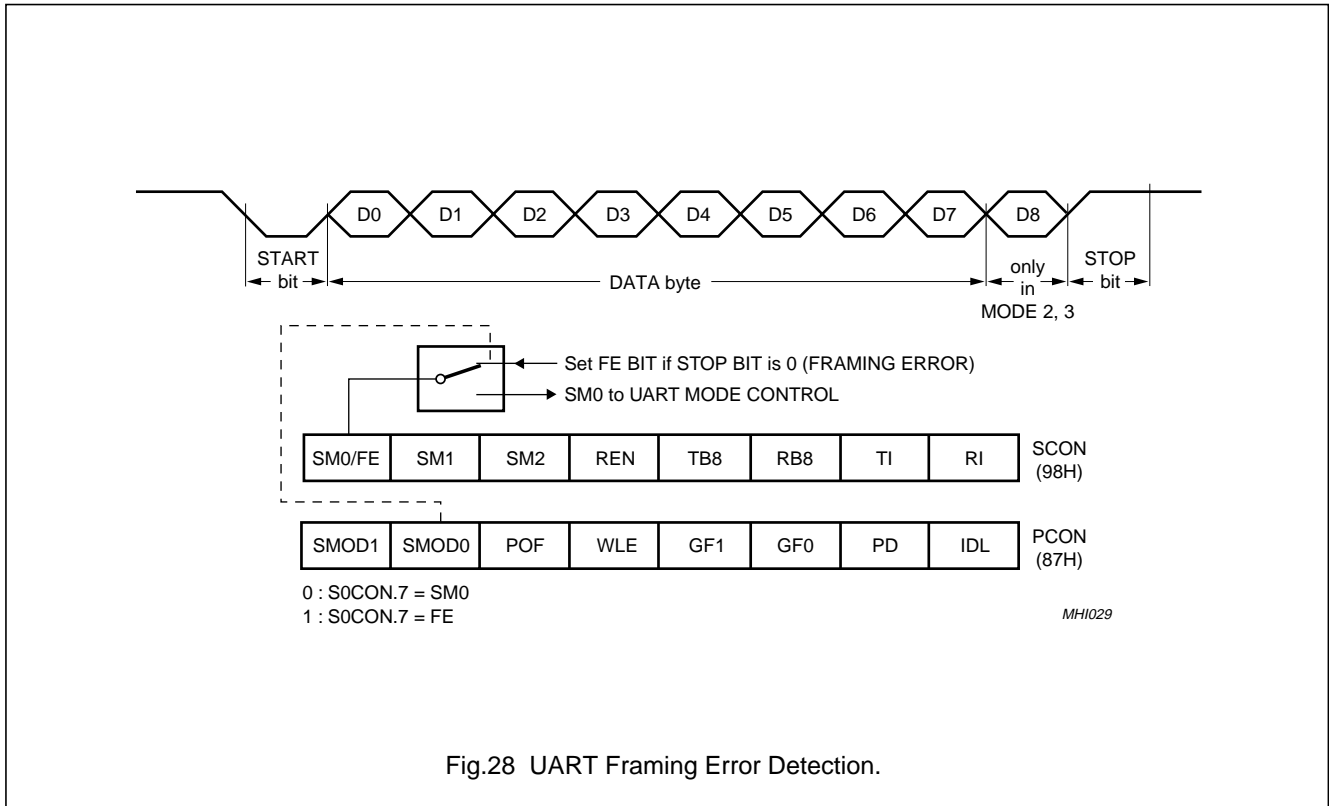 D0 D1 D2 D3 D4 D5 D6 D7 D8
START
bit
DATA byte
only
in
MODE 2, 3
STOP
bit
Set FE BIT if STOP BIT is 0 (FRAMING ERROR)
SM0 to UART MODE CONTROL
SM0/FE SM1 SM2 REN TB8 RB8 TI RI
SCON
(98H)
SMOD1 SMOD0 POF WLE GF1 GF0 PD IDL
PCON
(87H)
0 : S0CON.7 = SM0
1 : S0CON.7 = FE
MHI029
Fig.28 UART Framing Error Detection.